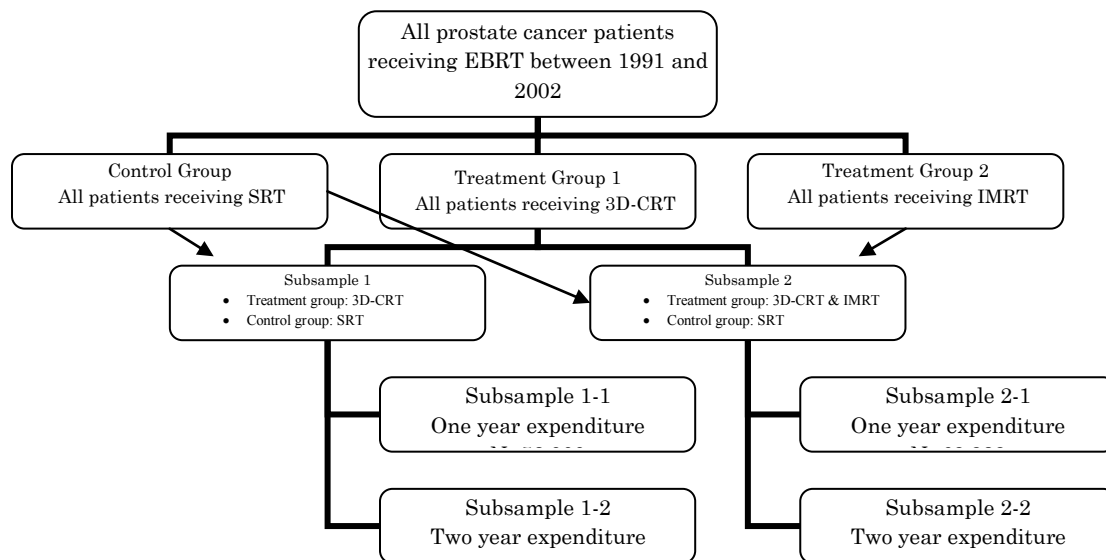 All prostate cancer patients
receiving EBRT between 1991 and
2002
Control Group
All patients receiving SRT
Treatment Group 1
All patients receiving 3D-CRT
Treatment Group 2
All patients receiving IMRT
Subsample 1
• Treatment group: 3D-CRT
• Control group: SRT
Subsample 2
• Treatment group: 3D-CRT & IMRT
• Control group: SRT
Subsample 1-1
One year expenditure
Subsample 2-1
One year expenditure
Subsample 1-2
Two year expenditure
Subsample 2-2
Two year expenditure